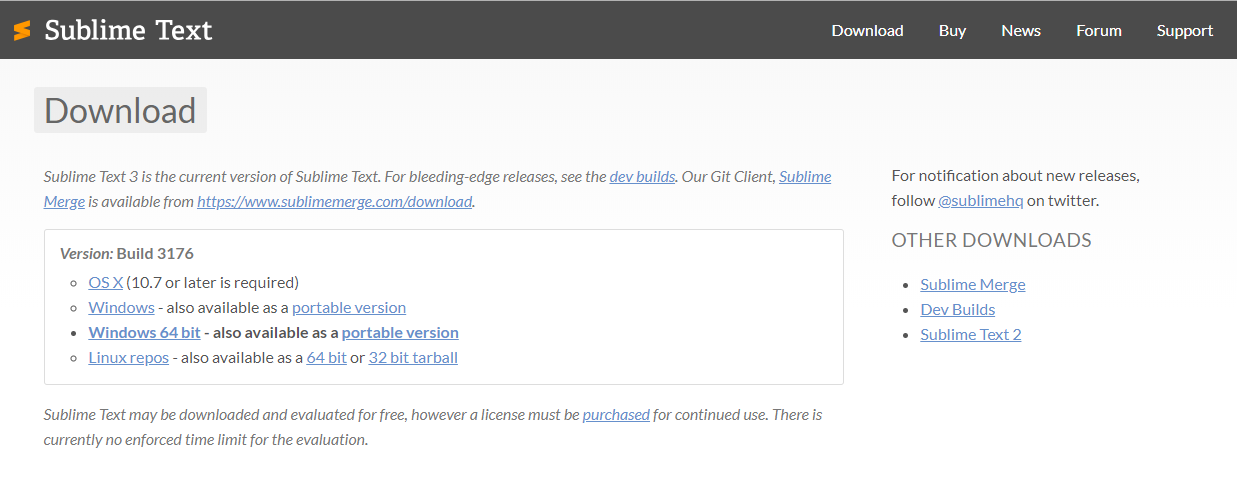 Sublime Text
Download Buy News Forum Support
Download
Sublime Text 3 is the current version of Sublime Text. For bleeding-edge releases, see the dev builds. Our Git Client, Sublime
Merge is available from https://www.sublimemerge.com/download.
Version: Build 3176
OS X (10.7 or later is required)
Windows - also available as a portable version
Windows 64 bit - also available as a portable version
Linux repos - also available as a 64 bit or 32 bit tarball
Sublime Text may be downloaded and evaluated for free, however a license must be purchased for continued use. There is
currently no enforced time limit for the evaluation.
For notification about new releases,
follow @sublimehq on twitter.
OTHER DOWNLOADS
Sublime Merge
Dev Builds
Sublime Text 2